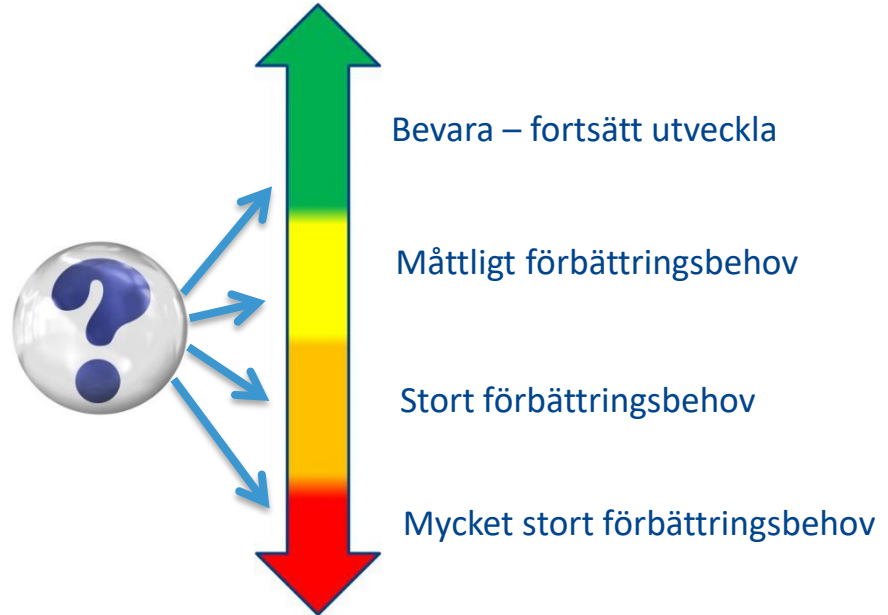 Bevara – fortsätt utveckla
Måttligt förbättringsbehov
?
Stort förbättringsbehov
Mycket stort förbättringsbehov